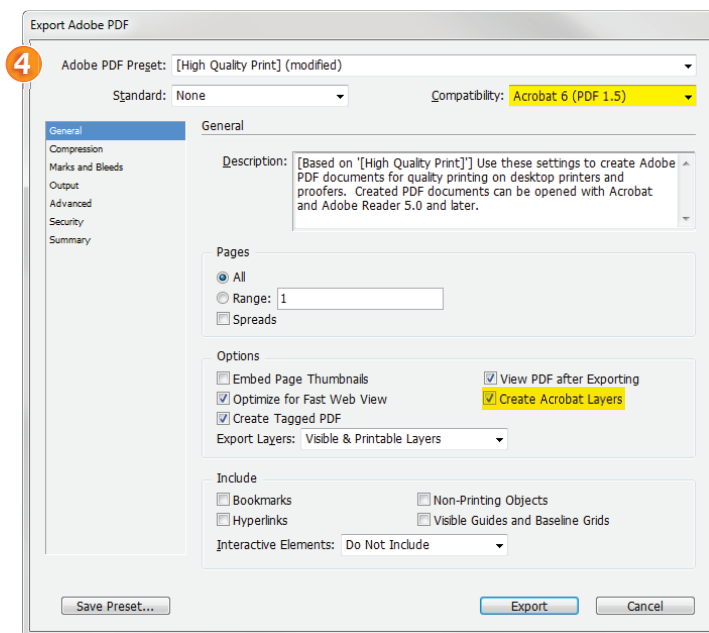 Export Adobe PDF
4
Adobe PDF Preset: [High Quality Print] (modified)
Standard: None Compatibility: Acrobat 6 (PDF 1.5)
General
Compression
Marks and Bleeds
Output
Advanced
Security
Summary
General
Description: [Based on '[High Quality Print]'] Use these settings to create Adobe
PDF documents for quality printing on desktop printers and
proofers. Created PDF documents can be opened with Acrobat
and Adobe Reader 5.0 and later.
Pages
All
Range: 1
Spreads
Options
Embed Page Thumbnails View PDF after Exporting
Optimize for Fast Web View Create Acrobat Layers
Create Tagged PDF
Export Layers: Visible & Printable Layers
Include
Bookmarks Non-Printing Objects
Hyperlinks Visible Guides and Baseline Grids
Interactive Elements: Do Not Include
Save Preset... Export Cancel